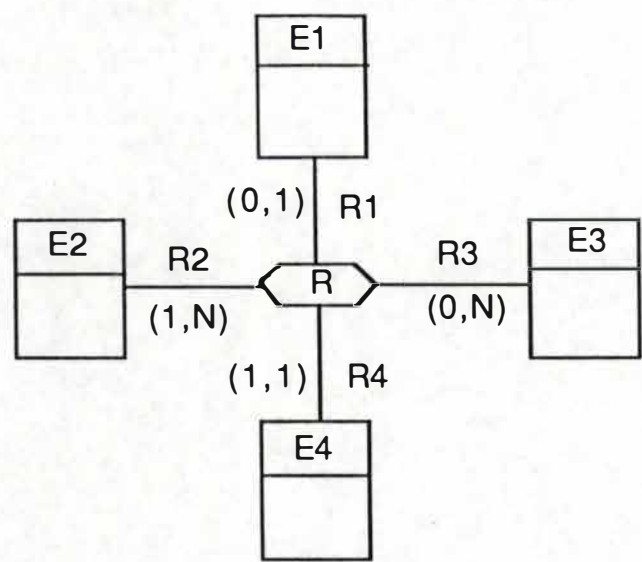 E1
(0,1) R1
E2 R2 R R3 E3
(1,N) (0,N)
(1,1) R4
E4